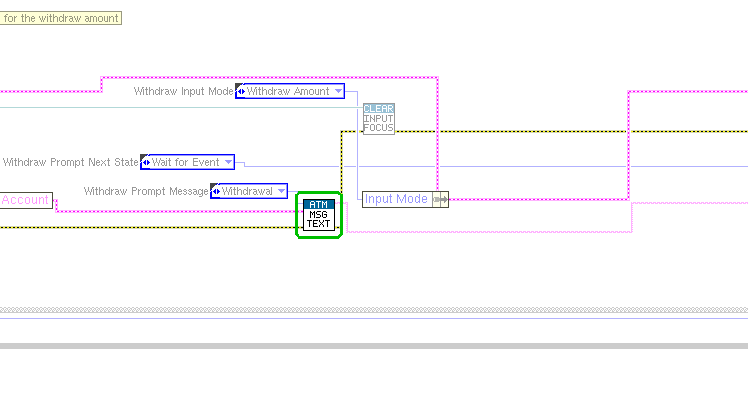 for the withdraw amount
Withdraw Input Mode
Withdraw Amount
CLEAR
INPUT
FOCUS
Withdraw Prompt Next State
Wait for Event
Withdraw Prompt Message
Withdrawal
Account
ATM
MSG
TEXT
Input Mode